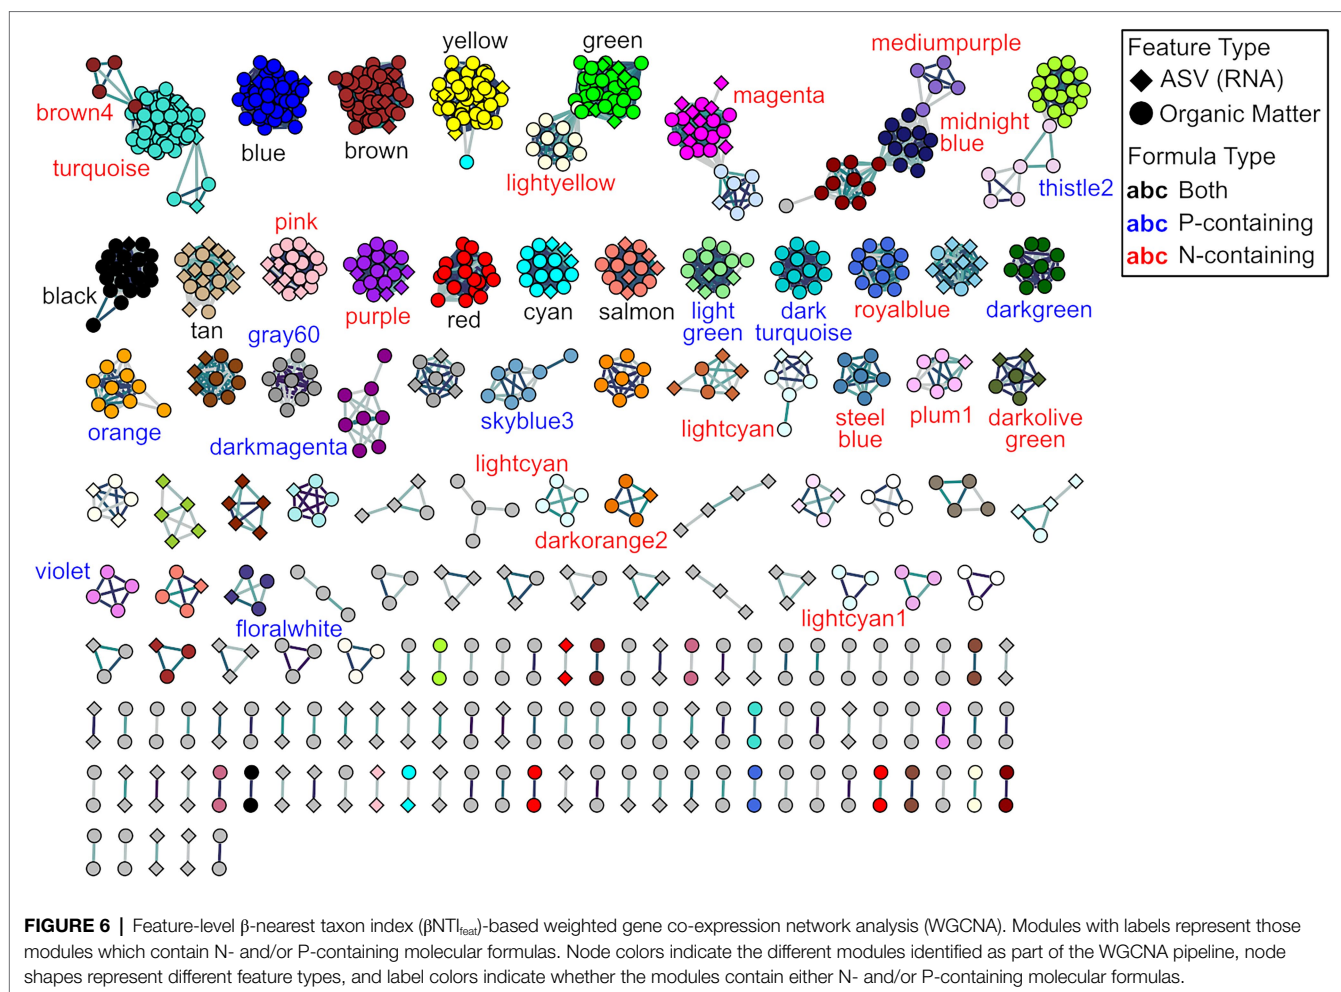 yellow
green
mediumpurple
brown4
turquoise
blue
brown
lightyellow
magenta
midnight
blue
thistle2
Feature Type
ASV (RNA)
Organic Matter
Formula Type
abc Both
abc P-containing
abc N-containing
pink
black
tan
gray60
purple
red
cyan
salmon
light
green
dark
turquoise
royalblue
darkgreen
orange
darkmagenta
skyblue3
lightcyan
steel
blue
plum1
darkolive
green
lightcyan
darkorange2
violet
floralwhite
lightcyan1
FIGURE 6 | Feature-level β-nearest taxon index (βNTIfeat)-based weighted gene co-expression network analysis (WGCNA). Modules with labels represent those
modules which contain N- and/or P-containing molecular formulas. Node colors indicate the different modules identified as part of the WGCNA pipeline, node
shapes represent different feature types, and label colors indicate whether the modules contain either N- and/or P-containing molecular formulas.